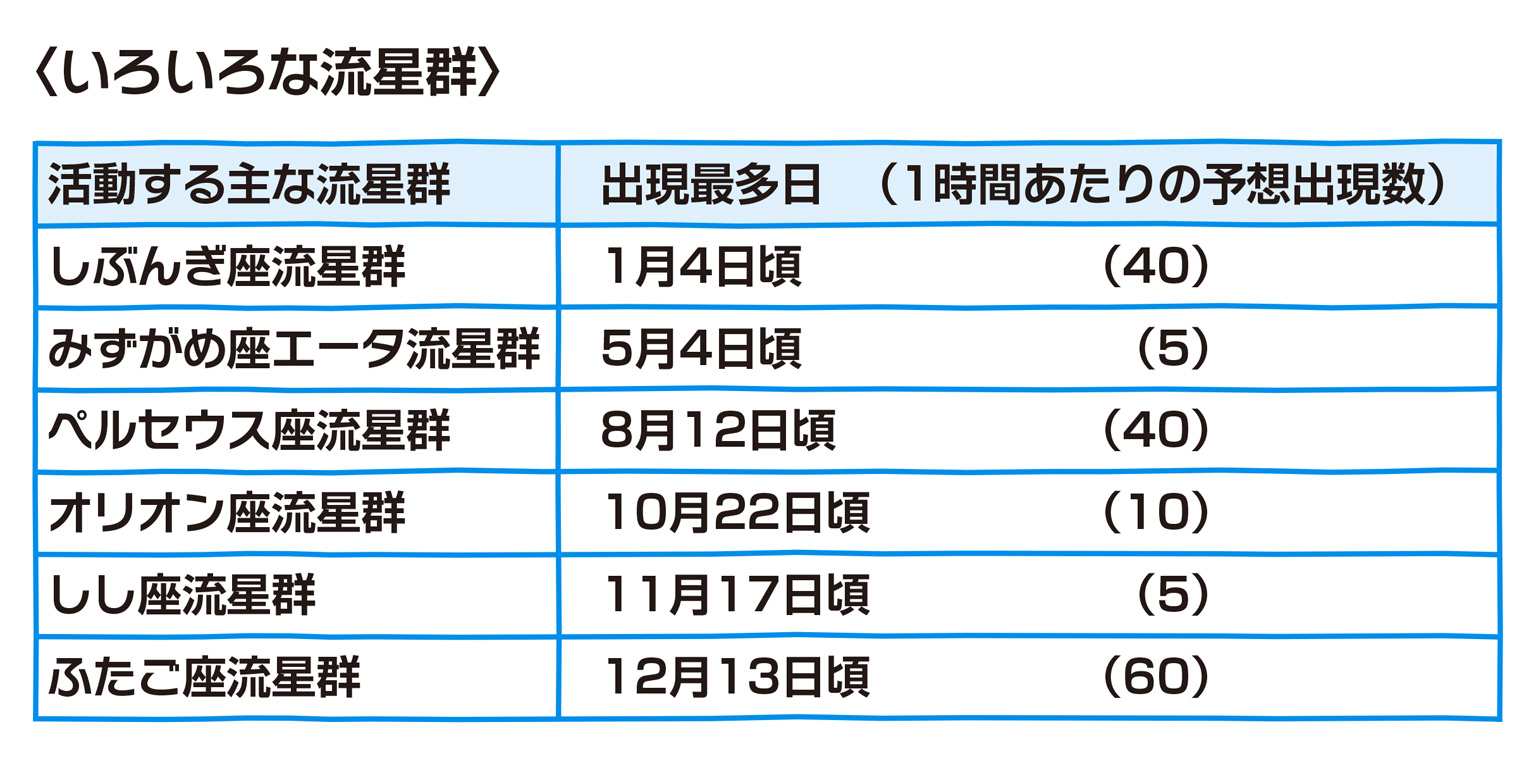 〈いろいろな流星群〉
活動する主な流星群 出現最多日 （1時間あたりの予想出現数）
しぶんぎ座流星群 1月4日頃 （40）
みずがめ座エータ流星群 5月4日頃 （5）
ペルセウス座流星群 8月12日頃 （40）
オリオン座流星群 10月22日頃 （10）
しし座流星群 11月17日頃 （5）
ふたご座流星群 12月13日頃 （60）